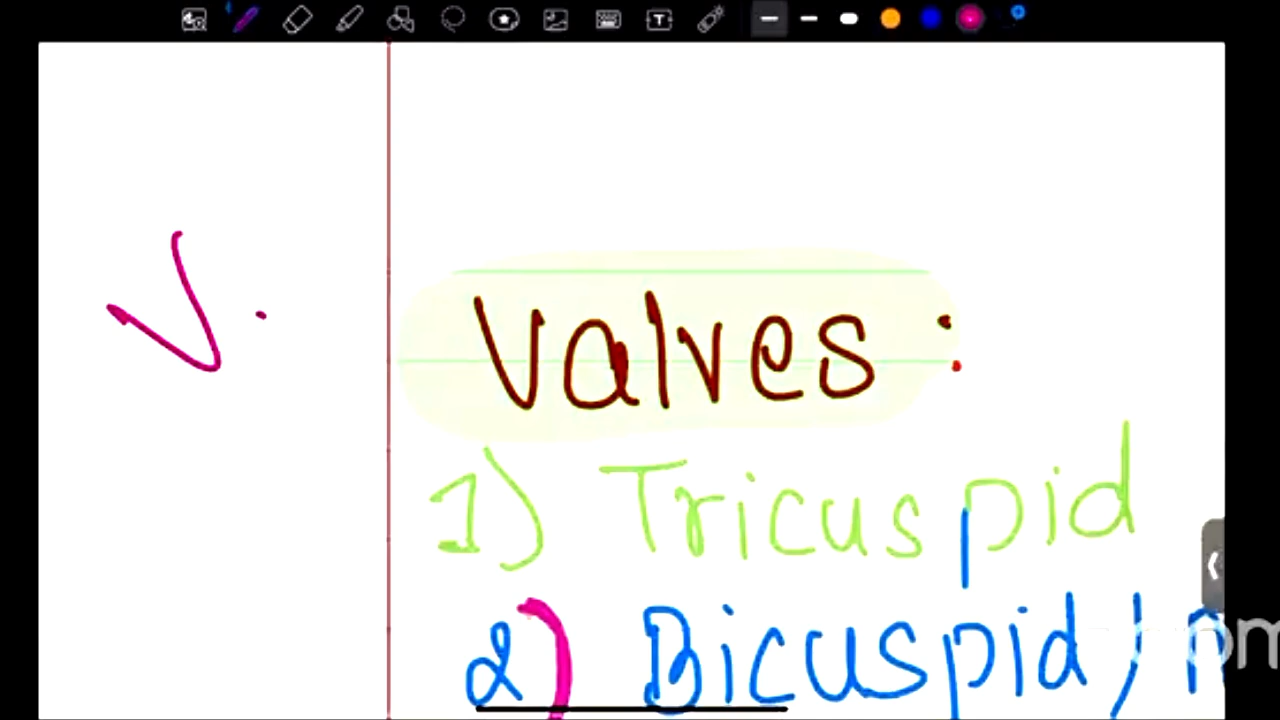 V.
Valves:
1) Tricuspid
2) Bicuspid /